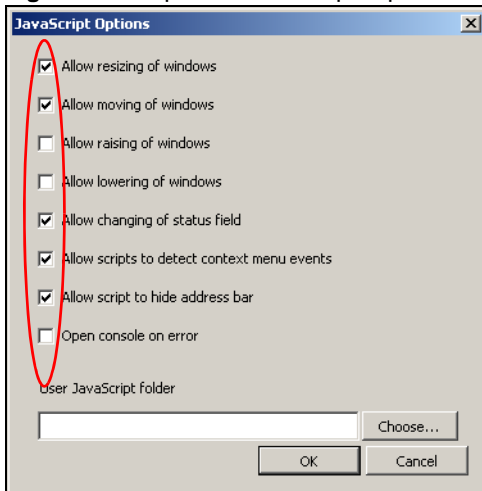 JavaScript Options
Allow resizing of windows
Allow moving of windows
Allow raising of windows
Allow lowering of windows
Allow changing of status field
Allow scripts to detect context menu events
Allow script to hide address bar
Open console on error
User JavaScript folder
Choose...
OK Cancel